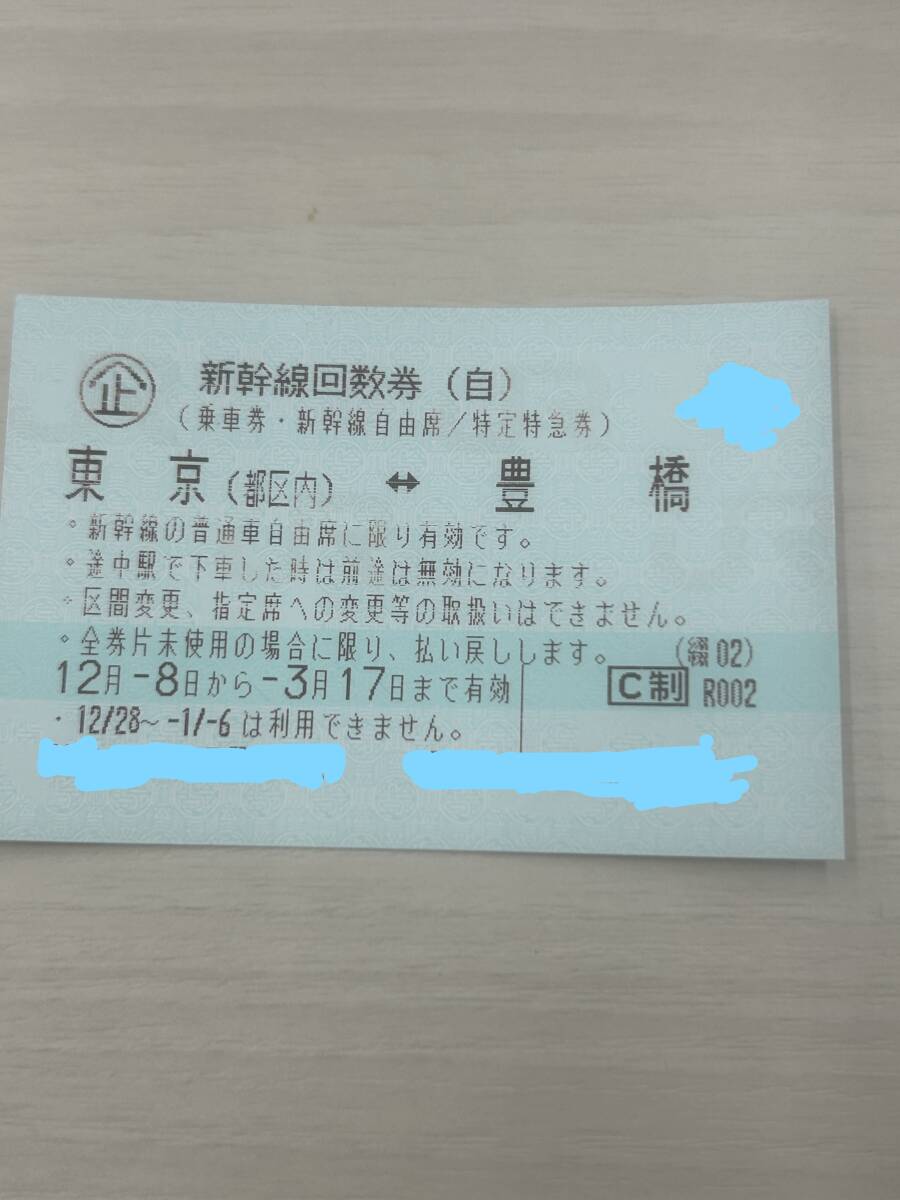 企 新幹線回数券（自）
（乗車券・新幹線自由席／特定特急券）
東京（都区内） ↔ 豊橋
・新幹線の普通車自由席に限り有効です。
・途中駅で下車した時は前途は無効になります。
・区間変更、指定席への変更等の取扱いはできません。
・全券片未使用の場合に限り、払い戻しします。 （綴02）
12月-8日から-3月17日まで有効 C制 R002
・12/28～-1/-6は利用できません。